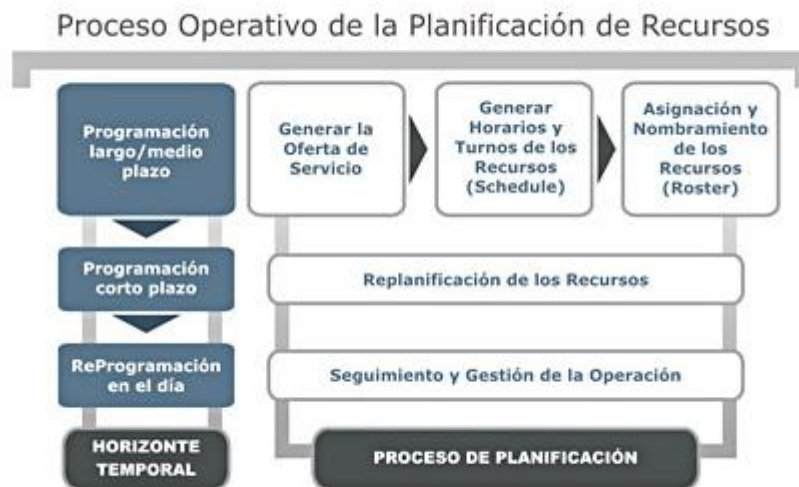 Proceso Operativo de la Planificación de Recursos
Programación
largo/medio
plazo
Generar la
Oferta de
Servicio
Generar
Horarios y
Turnos de los
Recursos
(Schedule)
Asignación y
Nombramiento
de los
Recursos
(Roster)
Programación
corto plazo
Replanificación de los Recursos
ReProgramación
en el día
Seguimiento y Gestión de la Operación
HORIZONTE
TEMPORAL
PROCESO DE PLANIFICACIÓN